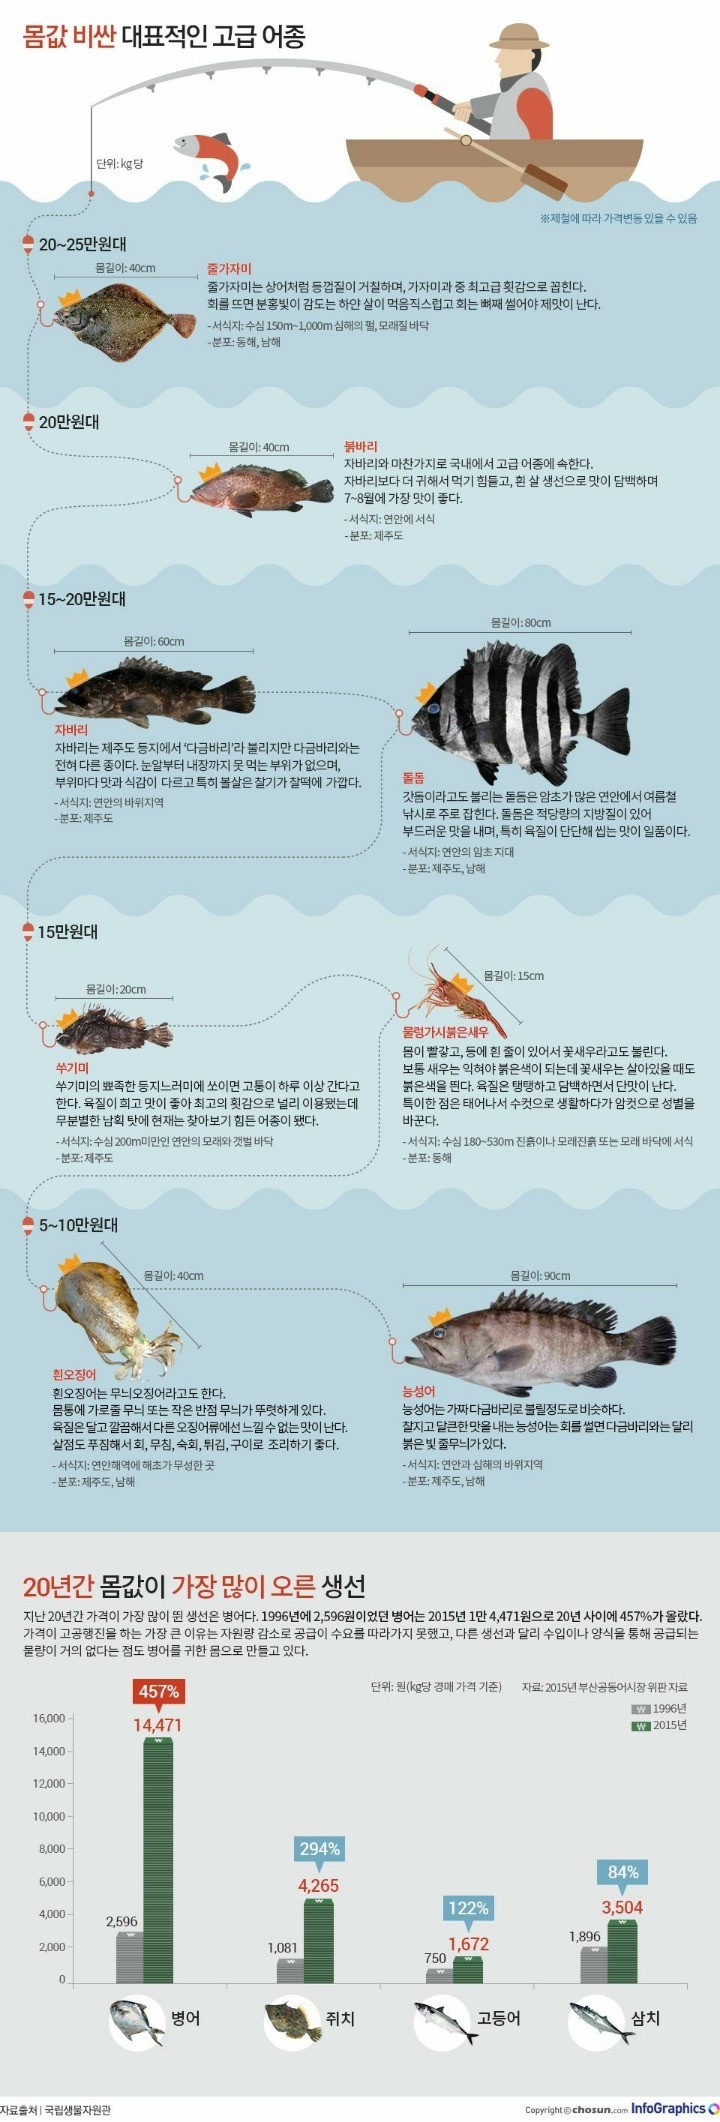 몸값 비싼 대표적인 고급 어종
단위: kg당
※제철에 따라 가격변동 있을 수 있음
20~25만원대
몸길이: 40cm
줄가자미
줄가자미는 상어처럼 등껍질이 거칠하며, 가자미과 중 최고급 횟감으로 꼽힌다.
회를 뜨면 분홍빛이 감도는 하얀 살이 먹음직스럽고 회는 뼈째 썰어야 제맛이 난다.
- 서식지: 수심 150m~1,000m 심해의 펄, 모래질 바닥
- 분포: 동해, 남해
20만원대
몸길이: 40cm
붉바리
자바리와 마찬가지로 국내에서 고급 어종에 속한다.
자바리보다 더 귀해서 먹기 힘들고, 흰 살 생선으로 맛이 담백하며
7~8월에 가장 맛이 좋다.
- 서식지: 연안에 서식
- 분포: 제주도
15~20만원대
몸길이: 60cm
자바리
자바리는 제주도 등지에서 '다금바리'라 불리지만 다금바리와는
전혀 다른 종이다. 눈알부터 내장까지 못 먹는 부위가 없으며,
부위마다 맛과 식감이 다르고 특히 볼살은 찰기가 찰떡에 가깝다.
- 서식지: 연안의 바위지역
- 분포: 제주도
몸길이: 80cm
돌돔
갓돔이라고도 불리는 돌돔은 암초가 많은 연안에서 여름철
낚시로 주로 잡힌다. 돌돔은 적당량의 지방질이 있어
부드러운 맛을 내며, 특히 육질이 단단해 씹는 맛이 일품이다.
- 서식지: 연안의 암초 지대
- 분포: 제주도, 남해
15만원대
몸길이: 20cm
쑤기미
쑤기미의 뾰족한 등지느러미에 쏘이면 고통이 하루 이상 간다고
한다. 육질이 희고 맛이 좋아 최고의 횟감으로 널리 이용됐는데
무분별한 남획 탓에 현재는 찾아보기 힘든 어종이 됐다.
- 서식지: 수심 200m미만인 연안의 모래와 갯벌 바닥
- 분포: 제주도
몸길이: 15cm
물렁가시붉은새우
몸이 빨갛고, 등에 흰 줄이 있어서 꽃새우라고도 불린다.
보통 새우는 익혀야 붉은색이 되는데 꽃새우는 살아있을 때도
붉은색을 띈다. 육질은 탱탱하고 담백하면서 단맛이 난다.
특이한 점은 태어나서 수컷으로 생활하다가 암컷으로 성별을
바꾼다.
- 서식지: 수심 180~530m 진흙이나 모래진흙 또는 모래 바닥에 서식
- 분포: 동해
5~10만원대
몸길이: 40cm
흰오징어
흰오징어는 무늬오징어라고도 한다.
몸통에 가로줄 무늬 또는 작은 반점 무늬가 뚜렷하게 있다.
육질은 달고 깔끔해서 다른 오징어류에선 느낄 수 없는 맛이 난다.
살점도 푸짐해서 회, 무침, 숙회, 튀김, 구이로 조리하기 좋다.
- 서식지: 연안해역에 해초가 무성한 곳
- 분포: 제주도, 남해
몸길이: 90cm
능성어
능성어는 가짜 다금바리로 불릴정도로 비슷하다.
찰지고 달큰한 맛을 내는 능성어는 회를 썰면 다금바리와는 달리
붉은 빛 줄무늬가 있다.
- 서식지: 연안과 심해의 바위지역
- 분포: 제주도, 남해
20년간 몸값이 가장 많이 오른 생선
지난 20년간 가격이 가장 많이 뛴 생선은 병어다. 1996년에 2,596원이었던 병어는 2015년 1만 4,471원으로 20년 사이에 457%가 올랐다.
가격이 고공행진을 하는 가장 큰 이유는 자원량 감소로 공급이 수요를 따라가지 못했고, 다른 생선과 달리 수입이나 양식을 통해 공급되는
물량이 거의 없다는 점도 병어를 귀한 몸으로 만들고 있다.
단위: 원(kg당 경매 가격 기준) 자료: 2015년 부산공동어시장 위판 자료
₩ 1996년
₩ 2015년
16,000
14,000
12,000
10,000
8,000
6,000
4,000
2,000
0
457%
14,471
2,596
294%
4,265
1,081
122%
1,672
750
84%
3,504
1,896
병어
쥐치
고등어
삼치
자료출처 | 국립생물자원관
Copyright ⓒ chosun.com InfoGraphics